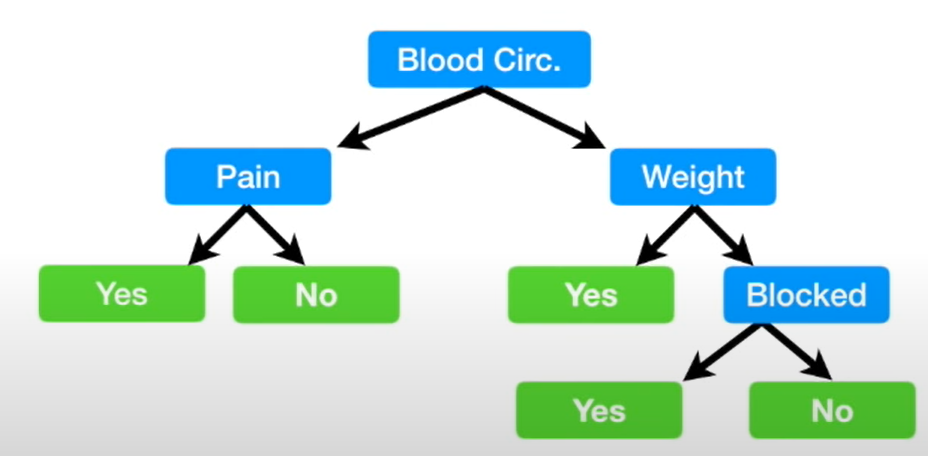 Blood Circ.
Pain
Weight
Yes
No
Yes
Blocked
Yes
No